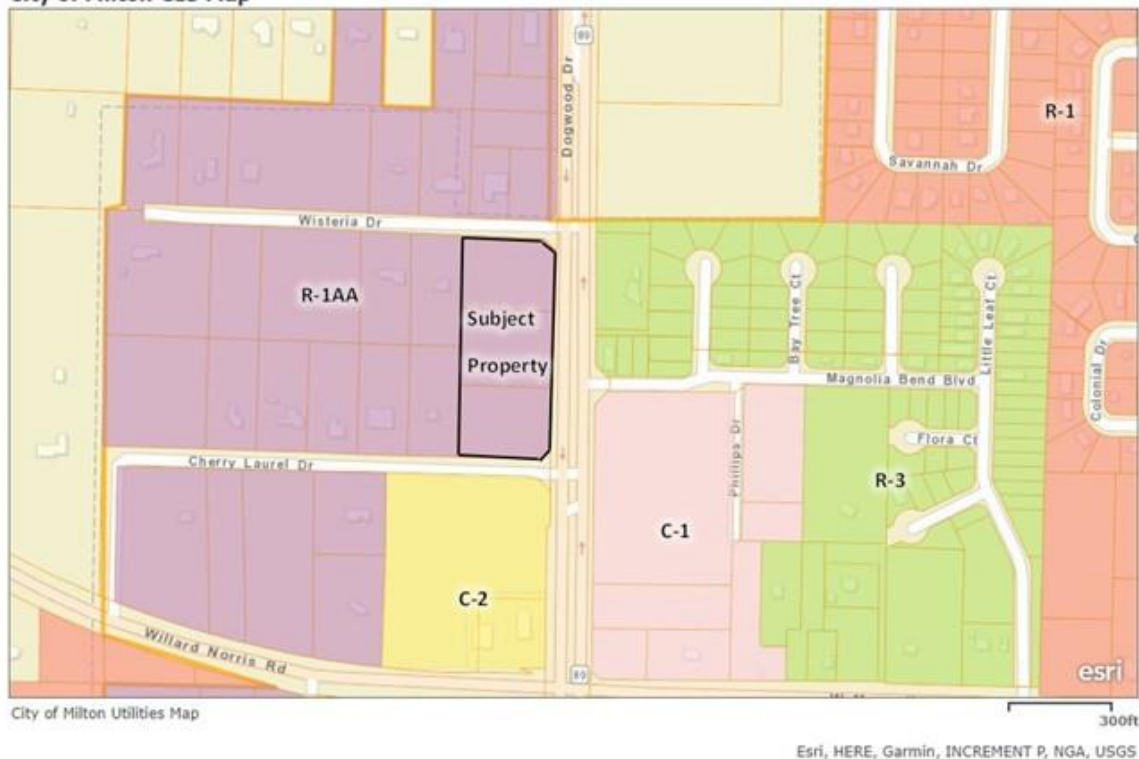 City of Milton GIS Map
89
Dogwood Dr
R-1
Savannah Dr
Wisteria Dr
R-1AA
Subject
Property
Bay Tree Ct
Little Leaf Ct
Magnolia Bend Blvd
Colonial Dr
Phillips Dr
Flora Ct
Cherry Laurel Dr
R-3
C-1
C-2
Willard Norris Rd
89
esri
City of Milton Utilities Map
300ft
Esri, HERE, Garmin, INCREMENT P, NGA, USGS